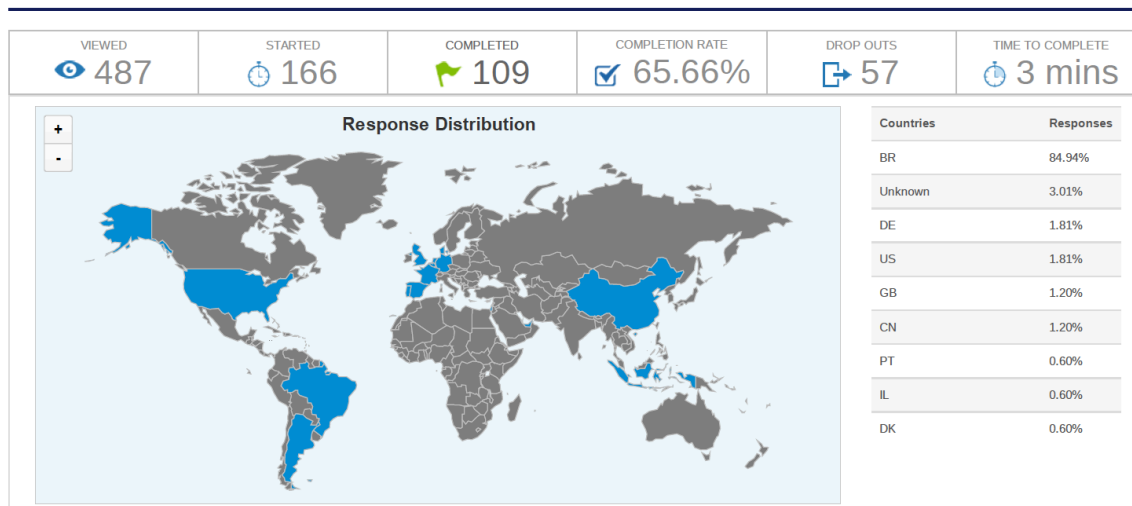 VIEWED STARTED COMPLETED COMPLETION RATE DROP OUTS TIME TO COMPLETE
487 166 109 65.66% 57 3 mins
+
-
Response Distribution
Countries Responses
BR 84.94%
Unknown 3.01%
DE 1.81%
US 1.81%
GB 1.20%
CN 1.20%
PT 0.60%
IL 0.60%
DK 0.60%